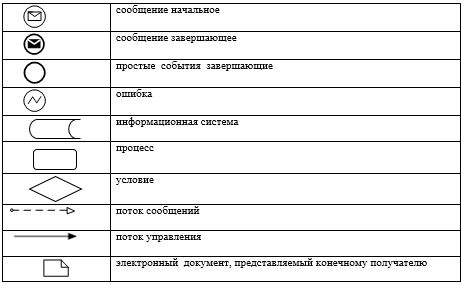 сообщение начальное
сообщение завершающее
простые события завершающие
ошибка
информационная система
процесс
условие
поток сообщений
поток управления
электронный документ, представляемый конечному получателю